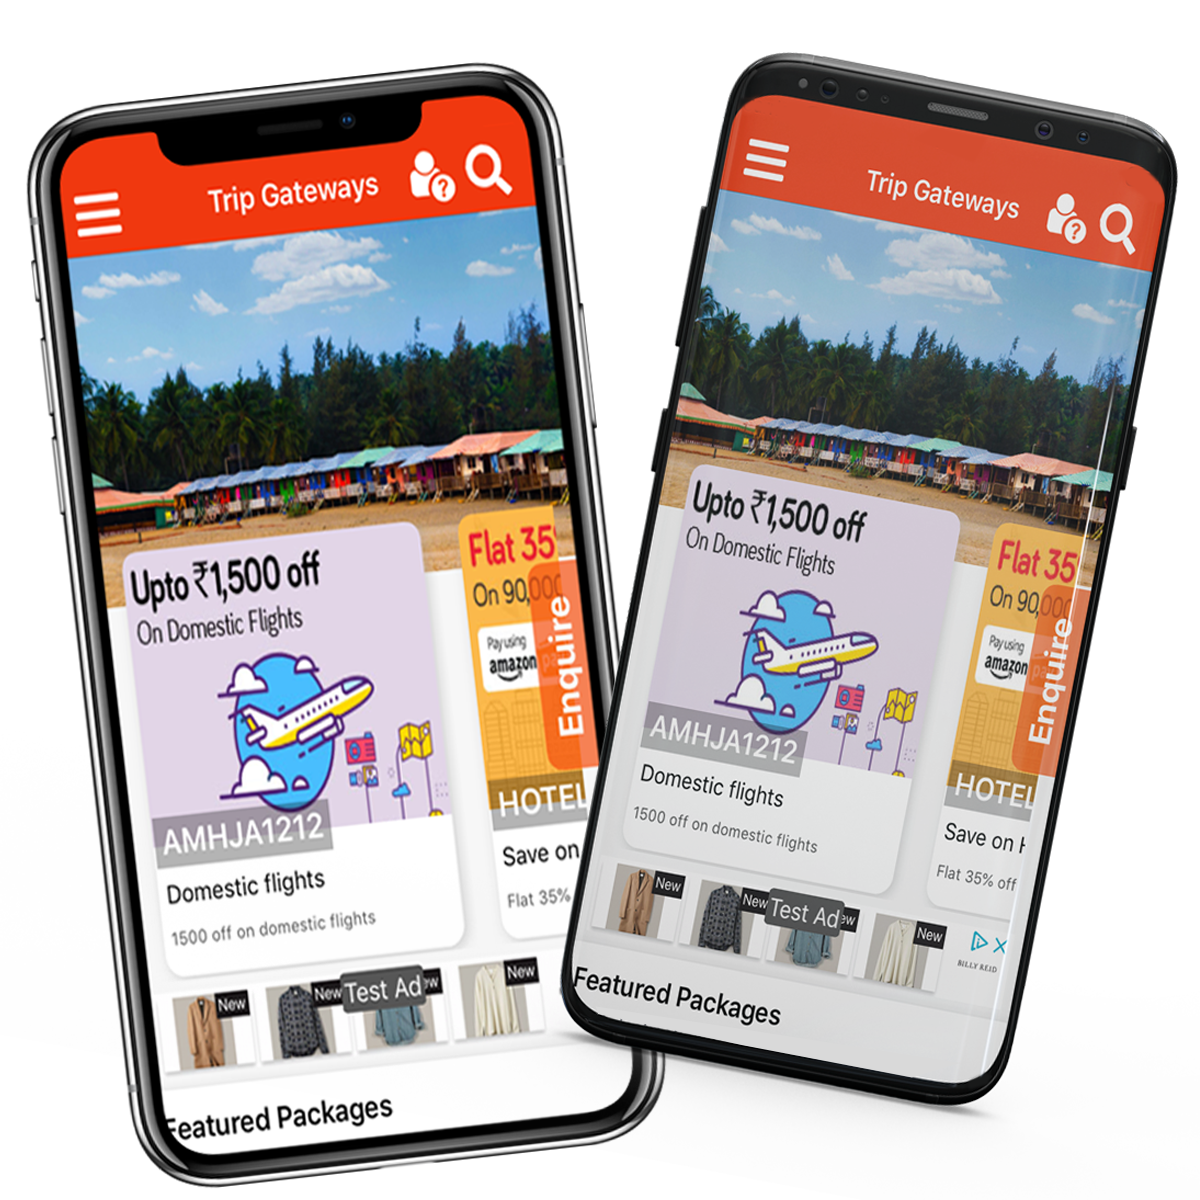 Trip Gateways
?
Upto ₹1,500 off
On Domestic Flights
AMHJA1212
Domestic flights
1500 off on domestic flights
Flat 35
On 90,000
Pay using
amazon
HOTEL
Save on
Flat 35%
Enquire
New
New
Test Ad
New
Featured Packages
Trip Gateways
?
Upto ₹1,500 off
On Domestic Flights
AMHJA1212
Domestic flights
1500 off on domestic flights
Flat 35
On 90,000
Pay using
amazon
HOTEL
Save on H
Flat 35% off
Enquire
New
New
Test Ad
New
BILLY REID
Featured Packages